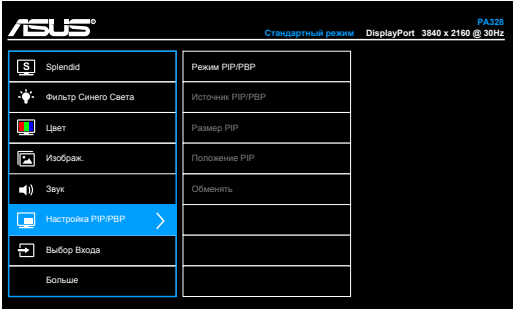 ASUS
PA328
Стандартный режим DisplayPort 3840 x 2160 @ 30Hz
S Splendid
Фильтр Синего Света
Цвет
Изображ.
Звук
Настройка PIP/PBP
Выбор Входа
Больше
Режим PIP/PBP
Источник PIP/PBP
Размер PIP
Положение PIP
Обменять